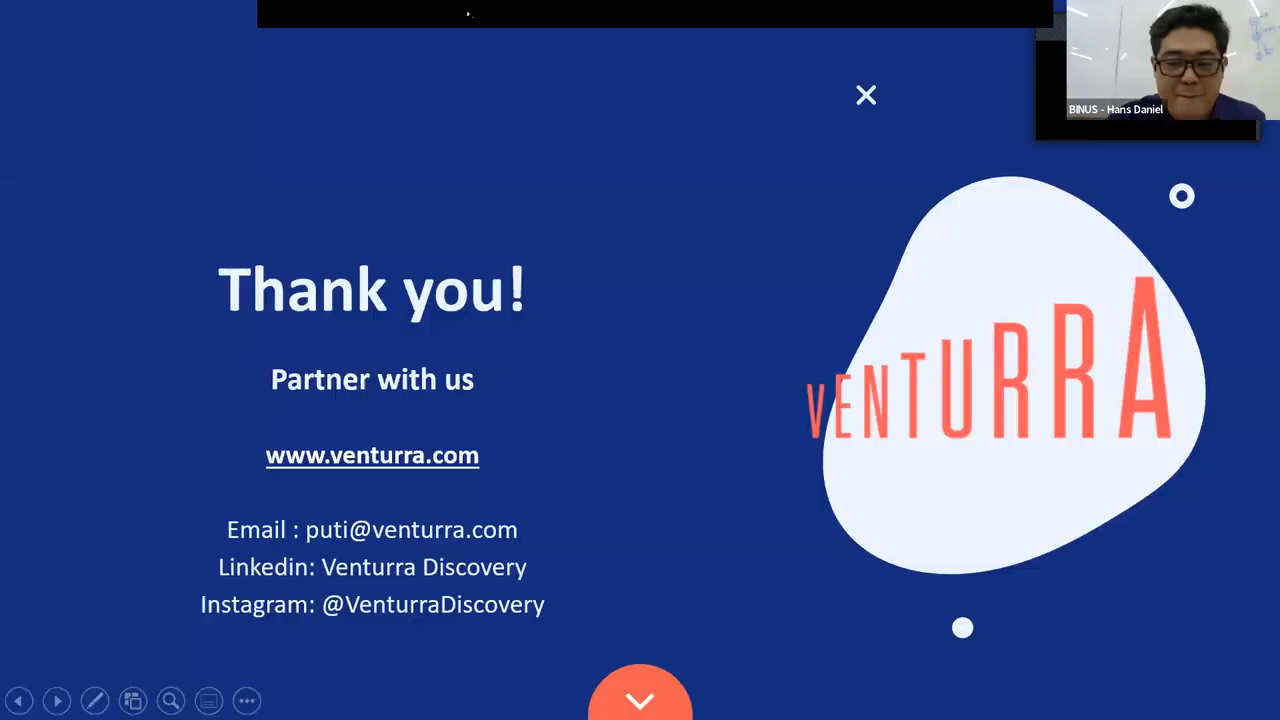 BINUS - Hans Daniel
Thank you!
Partner with us
www.venturra.com
Email : puti@venturra.com
Linkedin: Venturra Discovery
Instagram: @VenturraDiscovery
VENTURRA